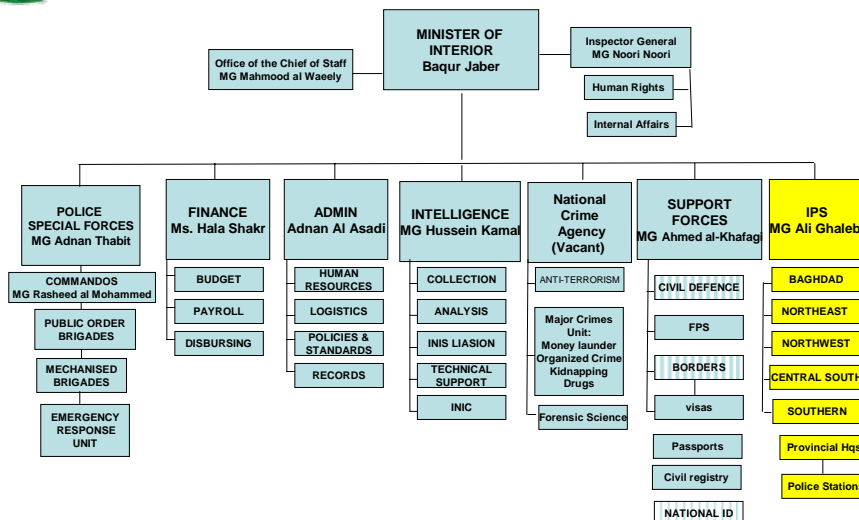 MINISTER OF
INTERIOR
Baqur Jaber
Office of the Chief of Staff
MG Mahmood al Waeely
Inspector General
MG Noori Noori
Human Rights
Internal Affairs
POLICE
SPECIAL FORCES
MG Adnan Thabit
COMMANDOS
MG Rasheed al Mohammed
PUBLIC ORDER
BRIGADES
MECHANISED
BRIGADES
EMERGENCY
RESPONSE
UNIT
FINANCE
Ms. Hala Shakr
BUDGET
PAYROLL
DISBURSING
ADMIN
Adnan Al Asadi
HUMAN
RESOURCES
LOGISTICS
POLICIES &
STANDARDS
RECORDS
INTELLIGENCE
MG Hussein Kamal
COLLECTION
ANALYSIS
INIS LIASION
TECHNICAL
SUPPORT
INIC
National
Crime
Agency
(Vacant)
ANTI-TERRORISM
Major Crimes
Unit:
Money launder
Organized Crime
Kidnapping
Drugs
Forensic Science
SUPPORT
FORCES
MG Ahmed al-Khafagi
CIVIL DEFENCE
FPS
BORDERS
visas
Passports
Civil registry
NATIONAL ID
IPS
MG Ali Ghaleb
BAGHDAD
NORTHEAST
NORTHWEST
CENTRAL SOUTH
SOUTHERN
Provincial Hqs
Police Stations